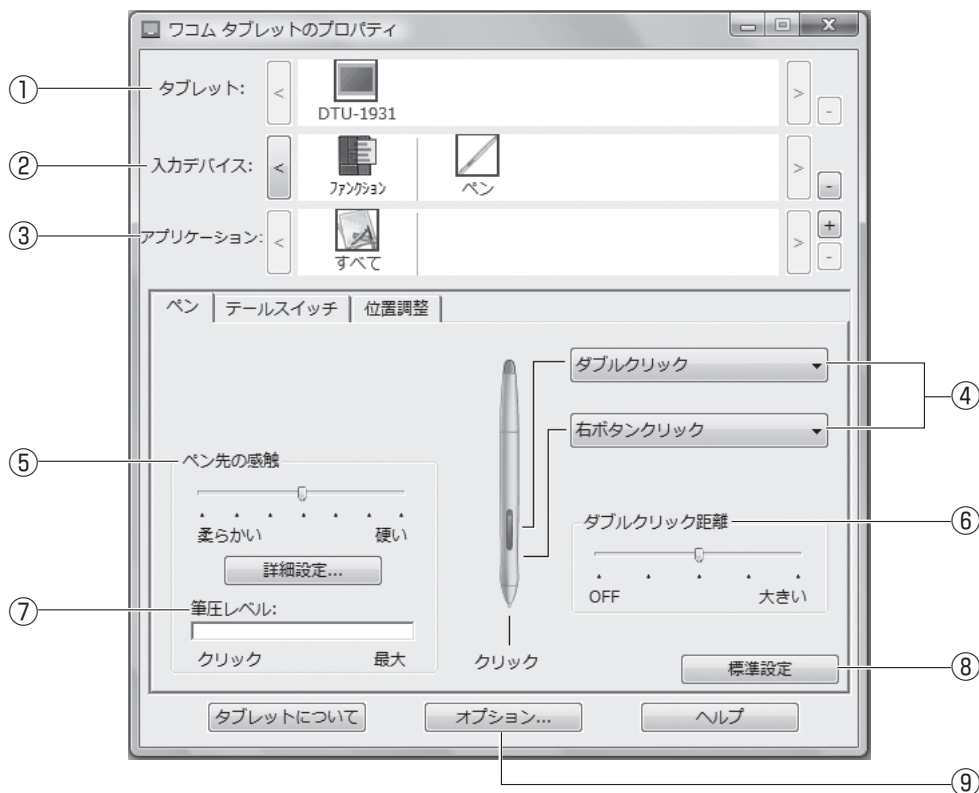 ワコム タブレットのプロパティ
① タブレット: < DTU-1931 > -
② 入力デバイス: < ファンクション ペン > -
③ アプリケーション: < すべて > + -
ペン テールスイッチ 位置調整
ダブルクリック
④
右ボタンクリック
⑤ ペン先の感触
柔らかい 硬い
詳細設定...
⑥ ダブルクリック距離
OFF 大きい
⑦ 筆圧レベル:
クリック 最大
クリック
⑧ 標準設定
タブレットについて オプション... ヘルプ
⑨